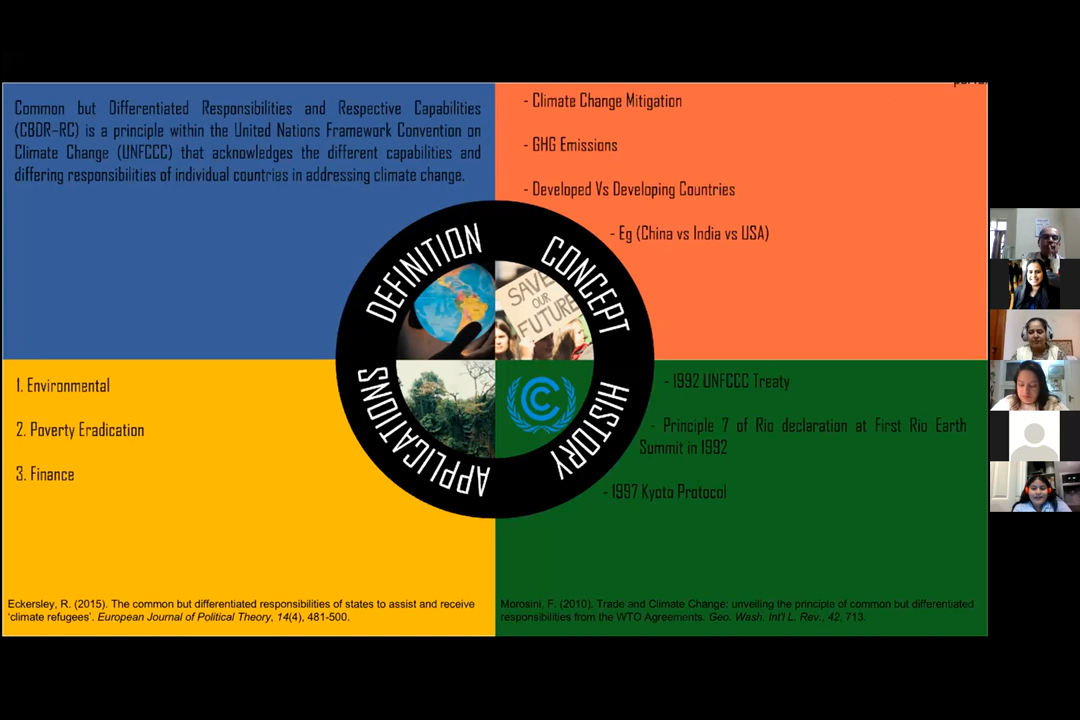 Common but Differentiated Responsibilities and Respective Capabilities
(CBDR–RC) is a principle within the United Nations Framework Convention on
Climate Change (UNFCCC) that acknowledges the different capabilities and
differing responsibilities of individual countries in addressing climate change.
- Climate Change Mitigation
- GHG Emissions
- Developed Vs Developing Countries
- Eg (China vs India vs USA)
DEFINITION
CONCEPT
SAVE
OUR
FUTURE
APPLICATIONS
HISTORY
1. Environmental
2. Poverty Eradication
3. Finance
- 1992 UNFCCC Treaty
- Principle 7 of Rio declaration at First Rio Earth
Summit in 1992
- 1997 Kyoto Protocol
Eckersley, R. (2015). The common but differentiated responsibilities of states to assist and receive
‘climate refugees’. European Journal of Political Theory, 14(4), 481-500.
Morosini, F. (2010). Trade and Climate Change: unveiling the principle of common but differentiated
responsibilities from the WTO Agreements. Geo. Wash. Int'l L. Rev., 42, 713.